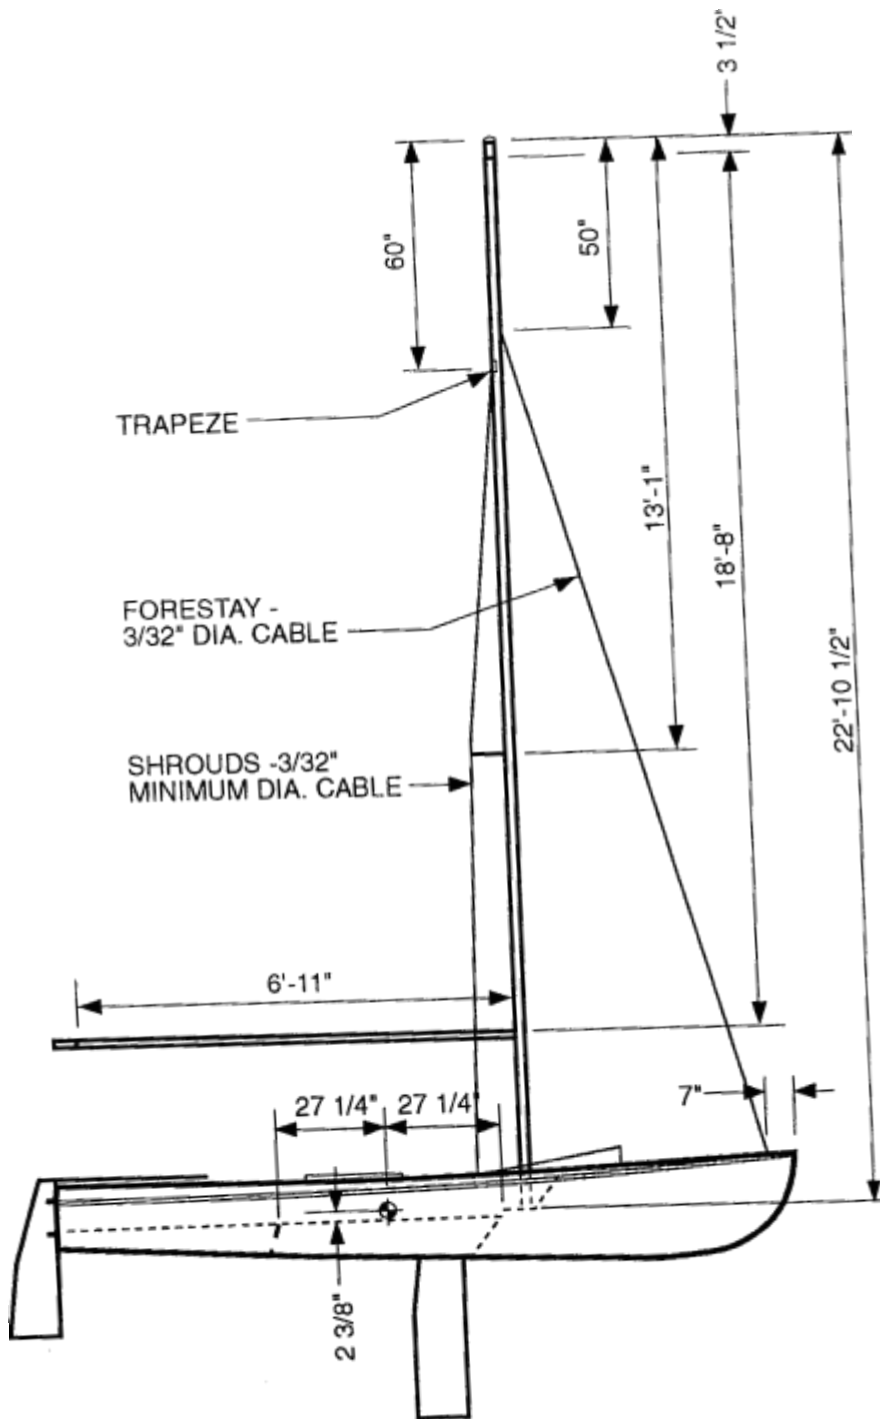 3 1/2"
60"
50"
TRAPEZE
13'-1"
18'-8"
FORESTAY -
3/32" DIA. CABLE
22'-10 1/2"
SHROUDS -3/32"
MINIMUM DIA. CABLE
6'-11"
27 1/4" 27 1/4"
7"
2 3/8"